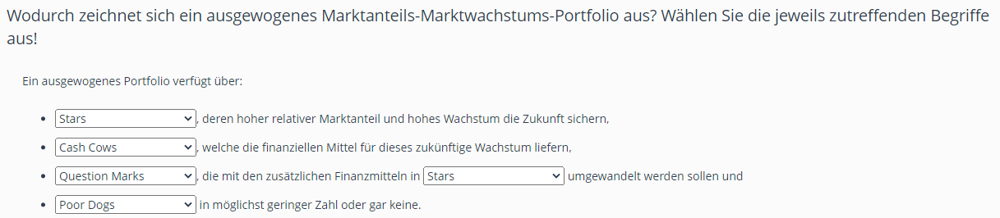 Wodurch zeichnet sich ein ausgewogenes Marktanteils-Marktwachstums-Portfolio aus? Wählen Sie die jeweils zutreffenden Begriffe
aus!
Ein ausgewogenes Portfolio verfügt über:
• Stars, deren hoher relativer Marktanteil und hohes Wachstum die Zukunft sichern,
• Cash Cows, welche die finanziellen Mittel für dieses zukünftige Wachstum liefern,
• Question Marks, die mit den zusätzlichen Finanzmitteln in Stars umgewandelt werden sollen und
• Poor Dogs in möglichst geringer Zahl oder gar keine.